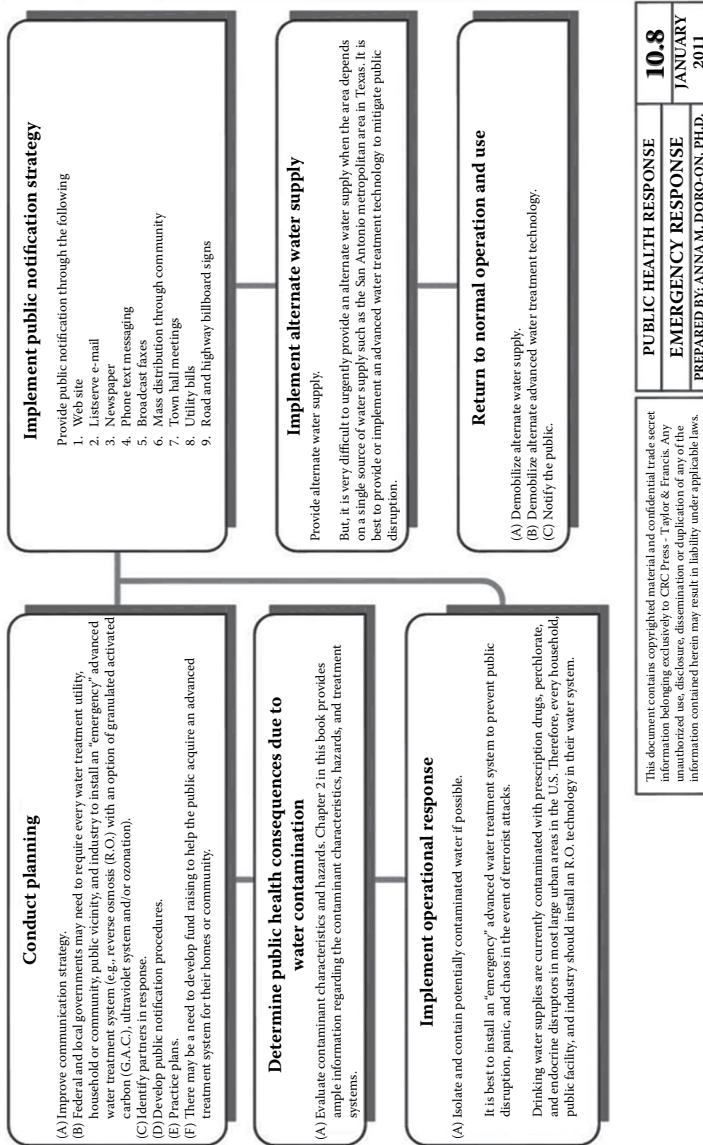 Conduct planning
(A) Improve communication strategy.
(B) Federal and local governments may need to require every water treatment utility,
household or community, public vicinity, and industry to install an "emergency" advanced
water treatment system (e.g., reverse osmosis (R.O.) with an option of granulated activated
carbon (G.A.C.), ultraviolet system and/or ozonation).
(C) Identify partners in response.
(D) Develop public notification procedures.
(E) Practice plans.
(F) There may be a need to develop fund raising to help the public acquire an advanced
treatment system for their homes or community.
Determine public health consequences due to
water contamination
(A) Evaluate contaminant characteristics and hazards. Chapter 2 in this book provides
ample information regarding the contaminant characteristics, hazards, and treatment
systems.
Implement operational response
(A) Isolate and contain potentially contaminated water if possible.
It is best to install an "emergency" advanced water treatment system to prevent public
disruption, panic, and chaos in the event of terrorist attacks.
Drinking water supplies are currently contaminated with prescription drugs, perchlorate,
and endocrine disruptors in most large urban areas in the U.S. Therefore, every household,
public facility, and industry should install an R.O. technology in their water system.
Implement public notification strategy
Provide public notification through the following
1. Web site
2. Listserve e-mail
3. Newspaper
4. Phone text messaging
5. Broadcast faxes
6. Mass distribution through community
7. Town hall meetings
8. Utility bills
9. Road and highway billboard signs
Implement alternate water supply
Provide alternate water supply.
But, it is very difficult to urgently provide an alternate water supply when the area depends
on a single source of water supply such as the San Antonio metropolitan area in Texas. It is
best to provide or implement an advanced water treatment technology to mitigate public
disruption.
Return to normal operation and use
(A) Demobilize alternate water supply.
(B) Demobilize alternate advanced water treatment technology.
(C) Notify the public.
This document contains copyrighted material and confidential trade secret
information belonging exclusively to CRC Press - Taylor & Francis. Any
unauthorized use, disclosure, dissemination or duplication of any of the
information contained herein may result in liability under applicable laws.
PUBLIC HEALTH RESPONSE
EMERGENCY RESPONSE
PREPARED BY: ANNA M. DORO-ON, PH.D.
10.8
JANUARY
2011